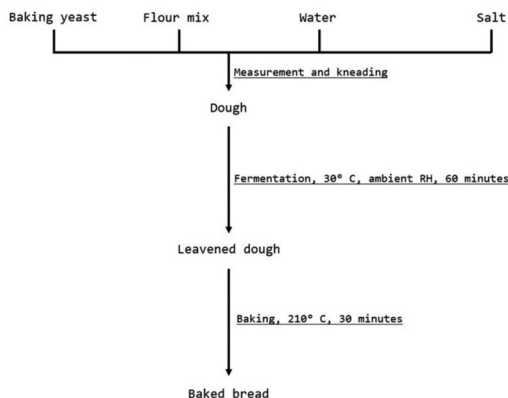 Baking yeast Flour mix Water Salt
Measurement and kneading
Dough
Fermentation, 30° C, ambient RH, 60 minutes
Leavened dough
Baking, 210° C, 30 minutes
Baked bread